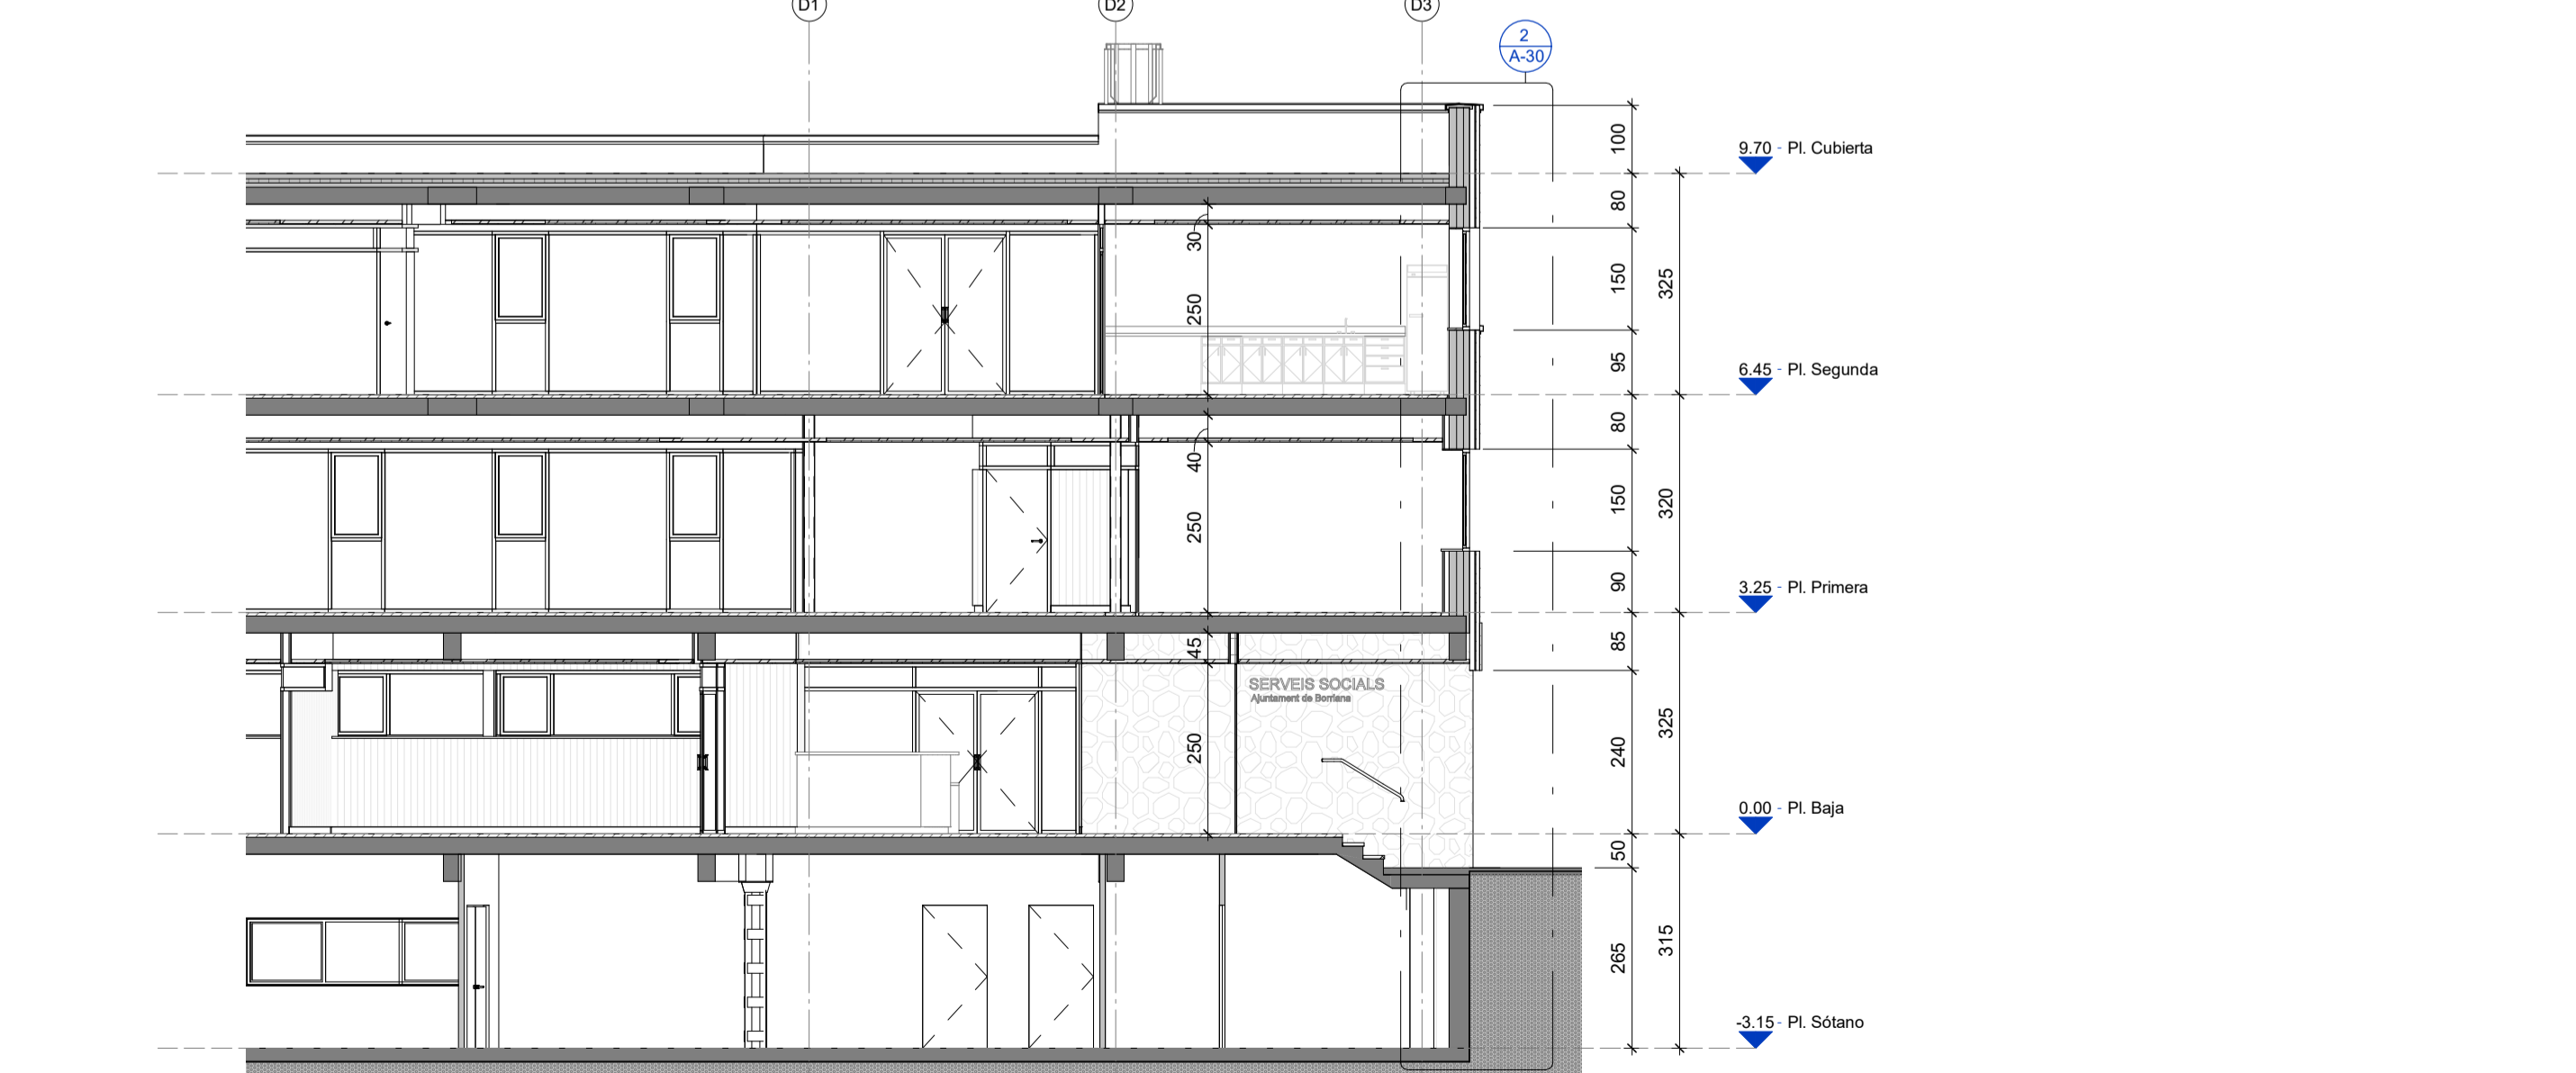 D1
D2
D3
2
A-30
100
9.70 - Pl. Cubierta
80
30
150
325
250
95
6.45 - Pl. Segunda
80
40
150
320
250
90
3.25 - Pl. Primera
85
45
SERVEIS SOCIALS
Ajuntament de Borriana
325
250
240
0.00 - Pl. Baja
50
315
265
-3.15 - Pl. Sótano